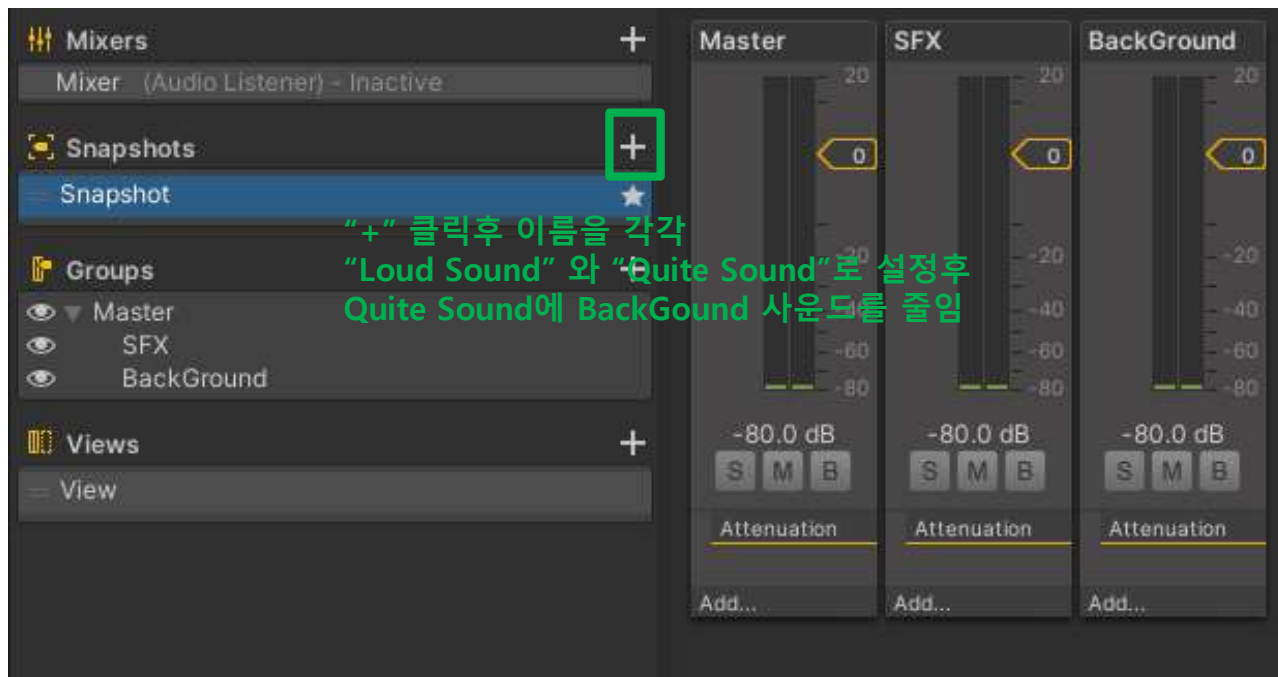 Mixers
Mixer (Audio Listener) - Inactive
Snapshots
Snapshot
“+” 클릭후 이름을 각각
“Loud Sound” 와 “Quite Sound”로 설정후
Quite Sound에 BackGound 사운드를 줄임
Groups
Master
SFX
BackGround
Views
View
Master SFX BackGround
20 20 20
0 0 0
-20 -20 -20
-40 -40 -40
-60 -60 -60
-80 -80 -80
-80.0 dB -80.0 dB -80.0 dB
S M B S M B S M B
Attenuation Attenuation Attenuation
Add... Add... Add...